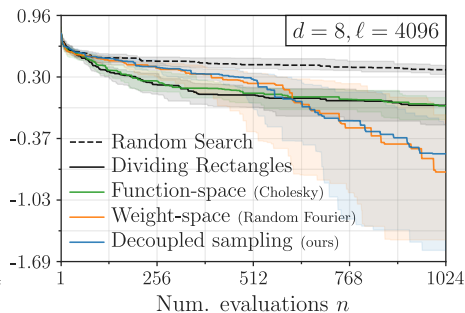 0.96
0.30
-0.37
-1.03
-1.69
d = 8, ℓ = 4096
Random Search
Dividing Rectangles
Function-space (Cholesky)
Weight-space (Random Fourier)
Decoupled sampling (ours)
1 256 512 768 1024
Num. evaluations n